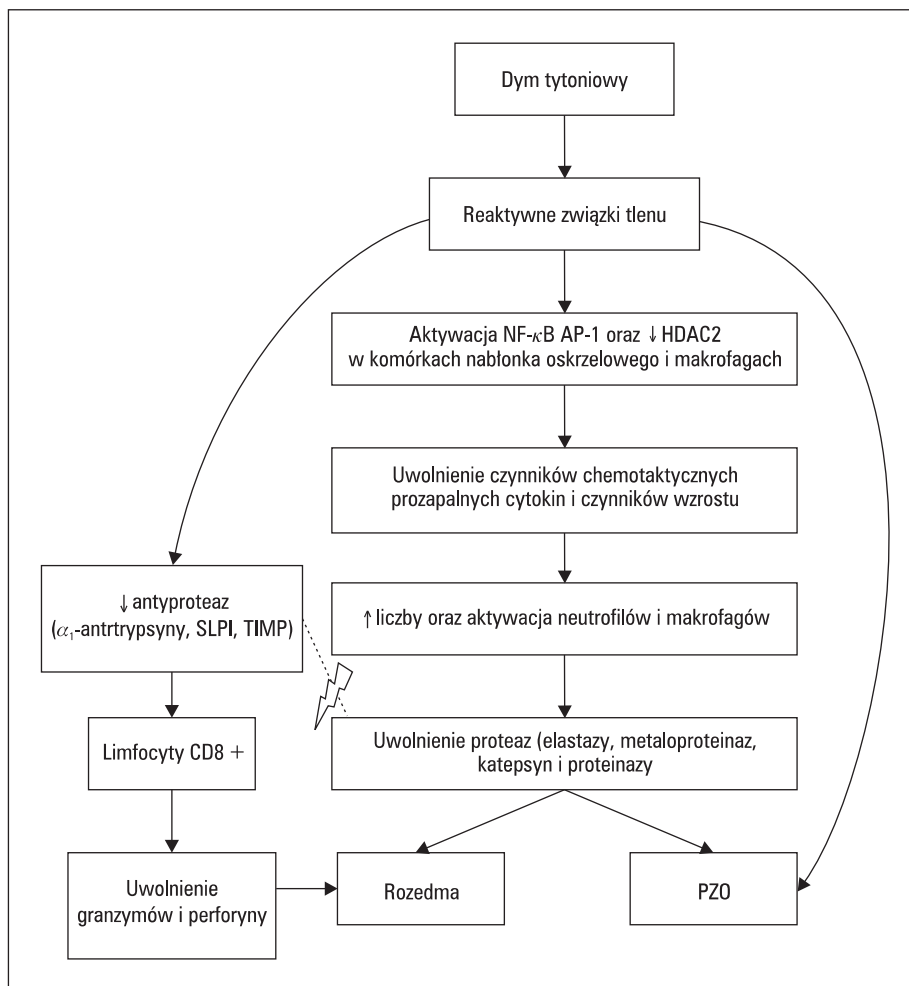 Dym tytoniowy
Reaktywne związki tlenu
Aktywacja NF-κB AP-1 oraz ↓ HDAC2
w komórkach nabłonka oskrzelowego i makrofagach
Uwolnienie czynników chemotaktycznych
prozapalnych cytokin i czynników wzrostu
↓ antyproteaz
(α₁-antrtrypsyny, SLPI, TIMP)
↑ liczby oraz aktywacja neutrofilów i makrofagów
Limfocyty CD8 +
Uwolnienie proteaz (elastazy, metaloproteinaz,
katepsyn i proteinazy
Uwolnienie
granzymów i perforyny
Rozedma
PZO